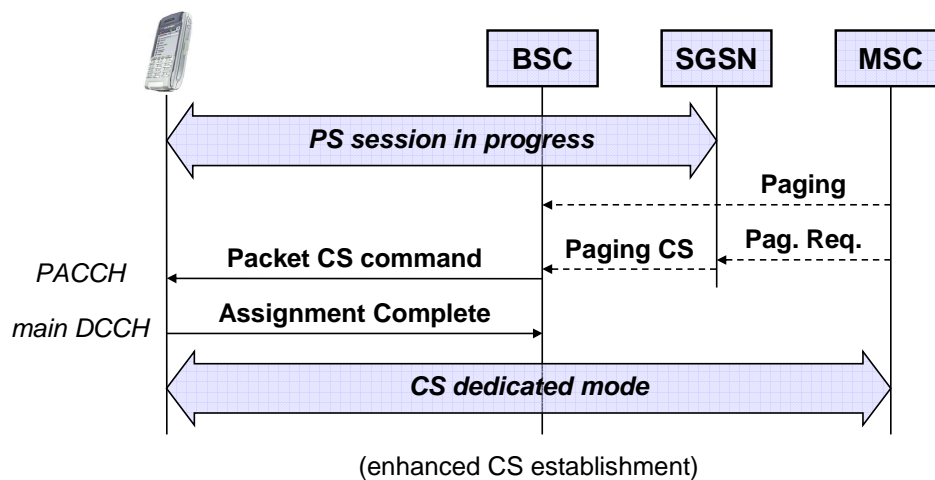 BSC
SGSN
MSC
PS session in progress
Paging
Pag. Req.
Paging CS
PACCH
Packet CS command
main DCCH
Assignment Complete
CS dedicated mode
(enhanced CS establishment)